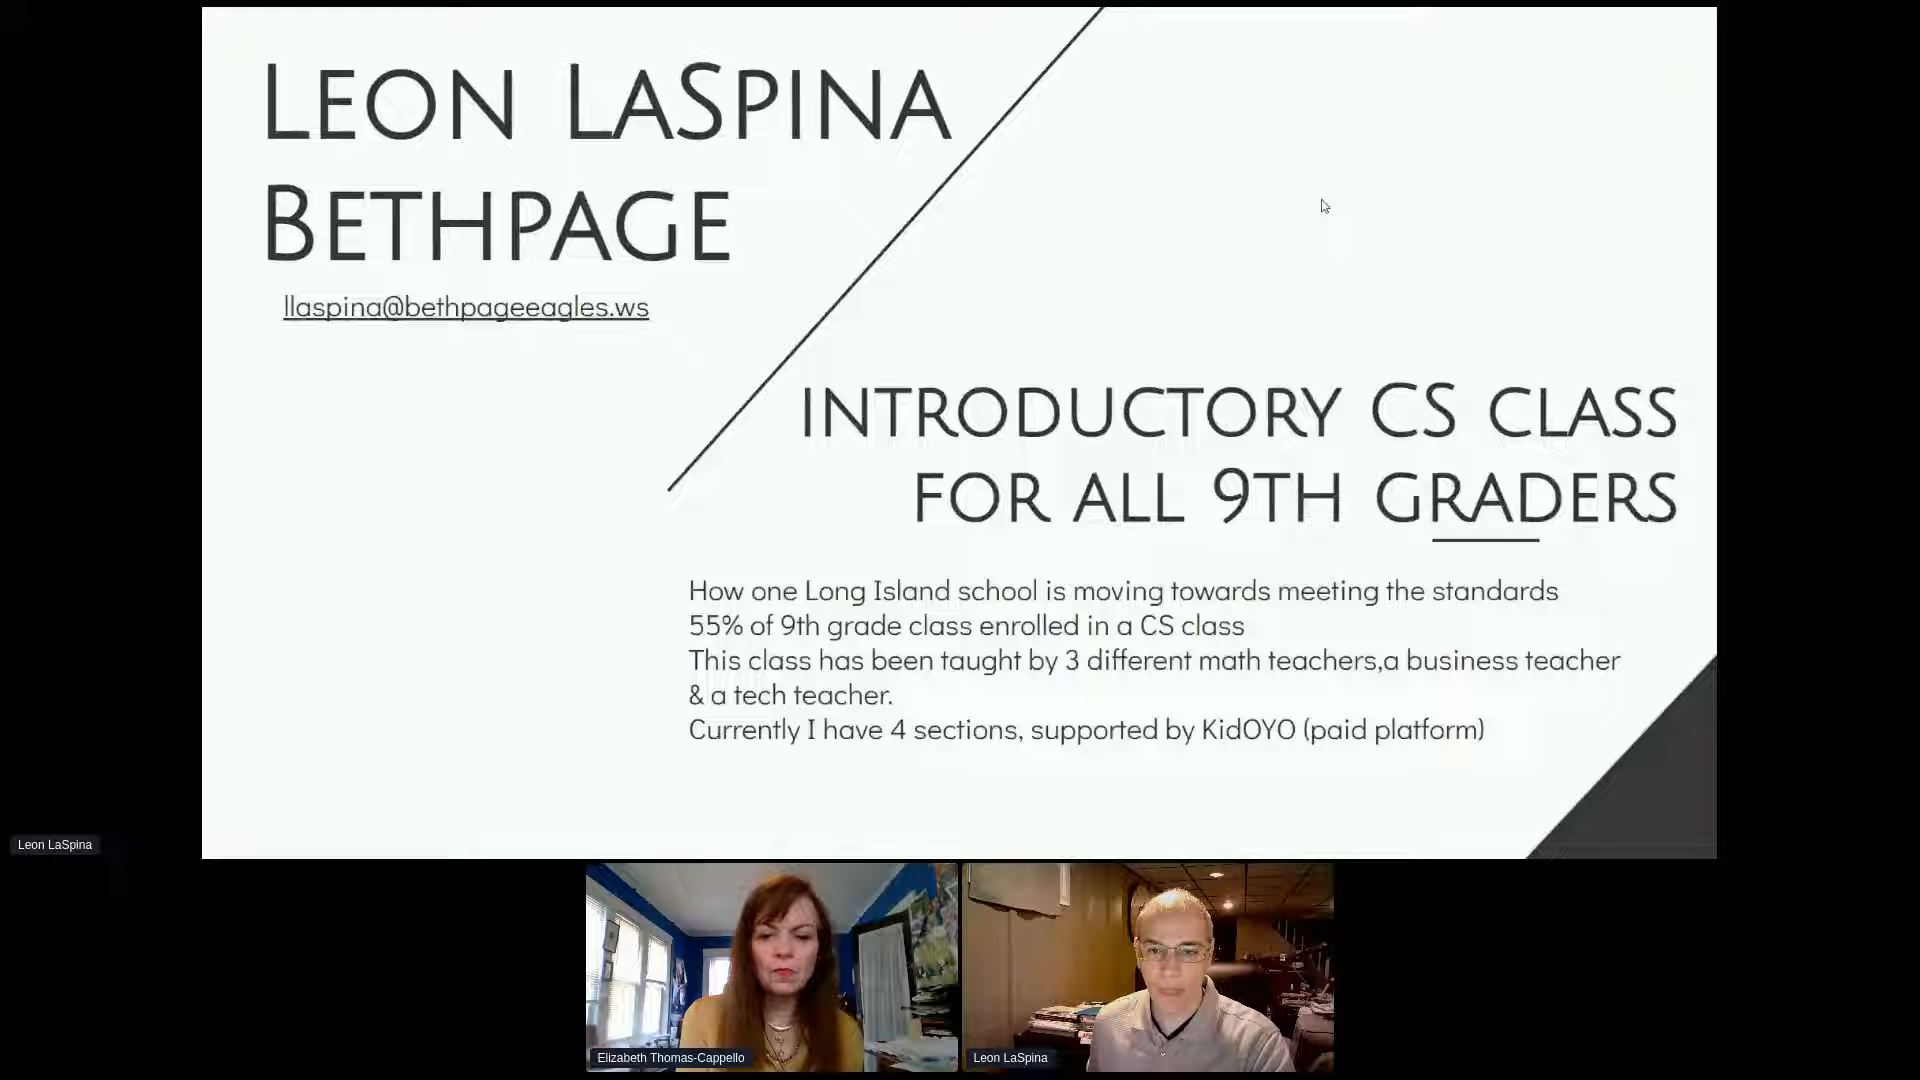 Leon LaSpina
Bethpage
llaspina@bethpageeagles.ws
introductory CS class
for all 9th graders
How one Long Island school is moving towards meeting the standards
55% of 9th grade class enrolled in a CS class
This class has been taught by 3 different math teachers,a business teacher
& a tech teacher.
Currently I have 4 sections, supported by KidOYO (paid platform)
Leon LaSpina
Elizabeth Thomas-Cappello
Leon LaSpina